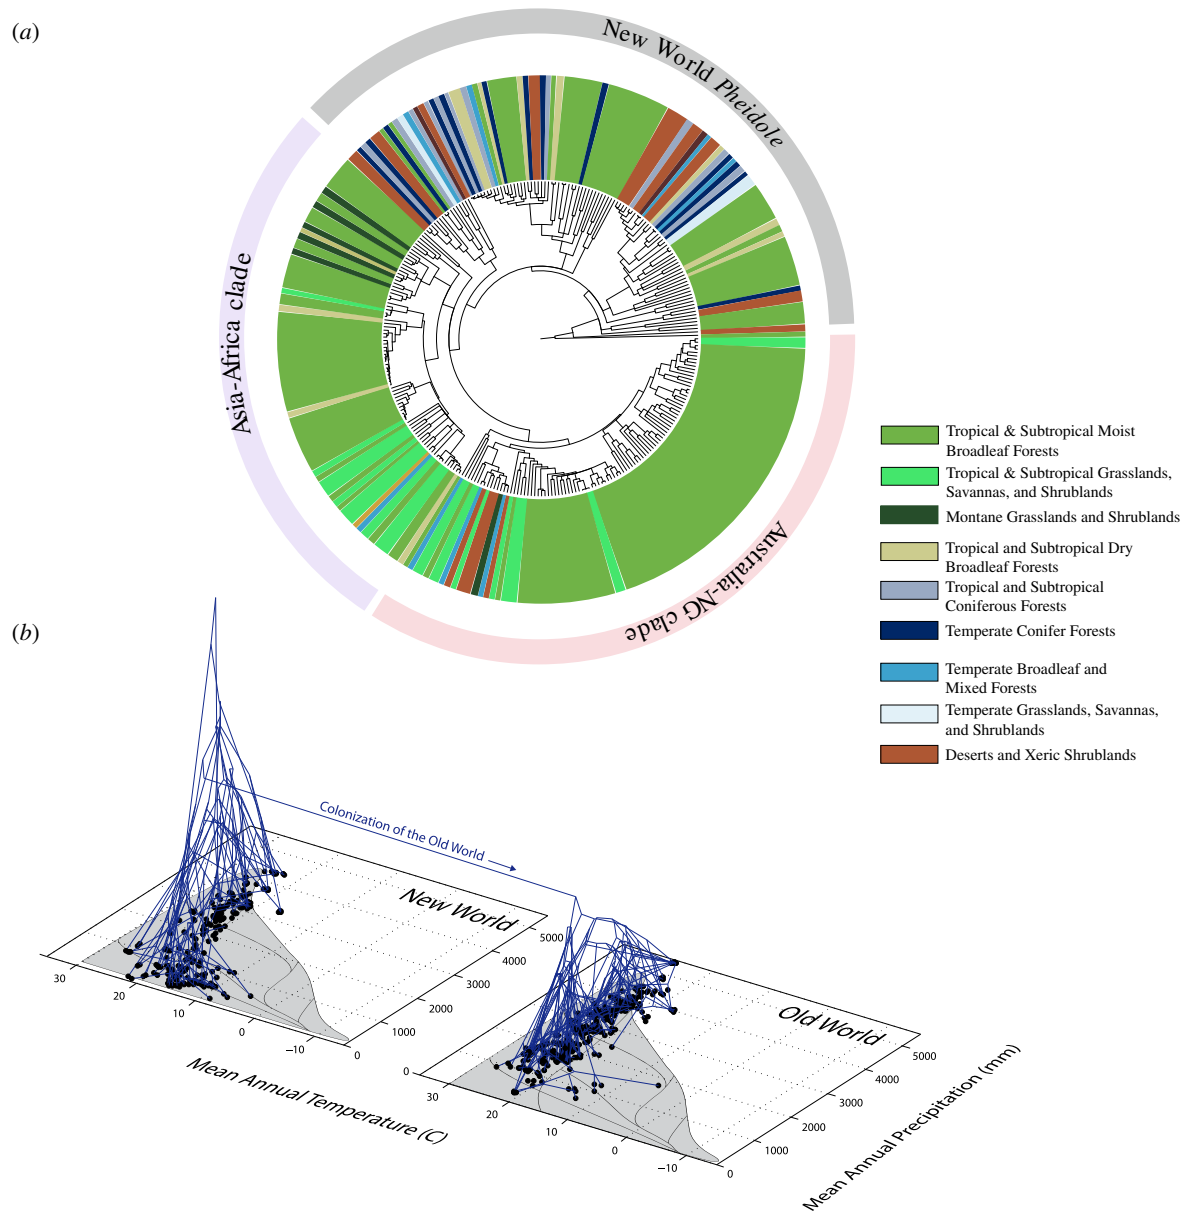 (a)
New World Pheidole
Asia-Africa clade
Australia-NG clade
Tropical & Subtropical Moist
Broadleaf Forests
Tropical & Subtropical Grasslands,
Savannas, and Shrublands
Montane Grasslands and Shrublands
Tropical and Subtropical Dry
Broadleaf Forests
Tropical and Subtropical
Coniferous Forests
Temperate Conifer Forests
Temperate Broadleaf and
Mixed Forests
Temperate Grasslands, Savannas,
and Shrublands
Deserts and Xeric Shrublands
(b)
Colonization of the Old World
New World
5000
4000
3000
2000
1000
0
30
20
10
0
−10
Mean Annual Temperature (C)
Old World
5000
4000
3000
2000
1000
0
0
30
20
10
0
−10
Mean Annual Precipitation (mm)